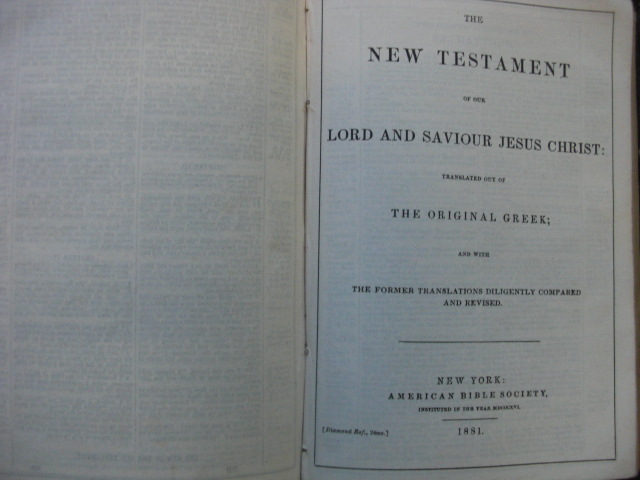 THE
NEW TESTAMENT
OF OUR
LORD AND SAVIOUR JESUS CHRIST:
TRANSLATED OUT OF
THE ORIGINAL GREEK;
AND WITH
THE FORMER TRANSLATIONS DILIGENTLY COMPARED
AND REVISED.
NEW YORK:
AMERICAN BIBLE SOCIETY,
INSTITUTED IN THE YEAR MDCCCXVI.
1881.
[Diamond Ref.,